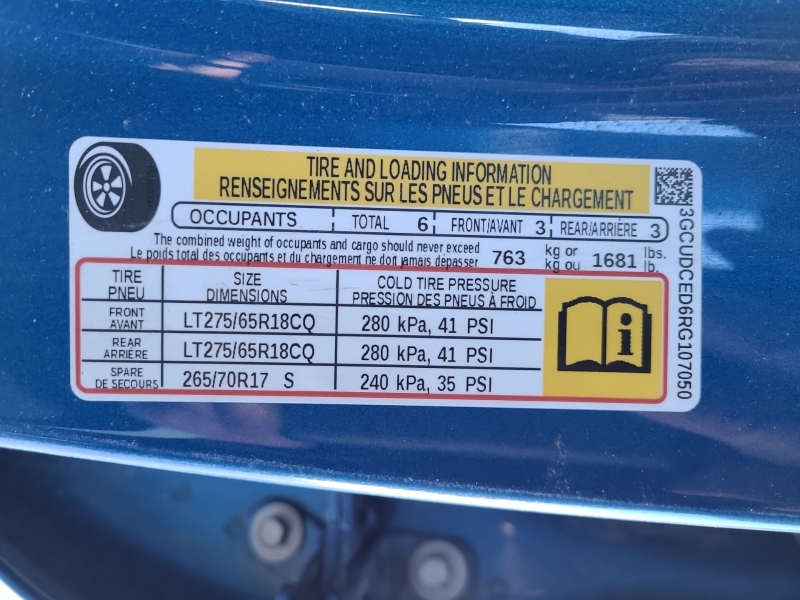 TIRE AND LOADING INFORMATION
RENSEIGNEMENTS SUR LES PNEUS ET LE CHARGEMENT
OCCUPANTS TOTAL 6 FRONT/AVANT 3 REAR/ARRIÈRE 3
The combined weight of occupants and cargo should never exceed 763 kg or 1681 lbs.
Le poids total des occupants et du chargement ne doit jamais dépasser kg ou lb.
TIRE SIZE COLD TIRE PRESSURE
PNEU DIMENSIONS PRESSION DES PNEUS À FROID
FRONT
AVANT LT275/65R18CQ 280 kPa, 41 PSI
REAR
ARRIÈRE LT275/65R18CQ 280 kPa, 41 PSI
SPARE
DE SECOURS 265/70R17 S 240 kPa, 35 PSI
3GCUDCED6RG107050